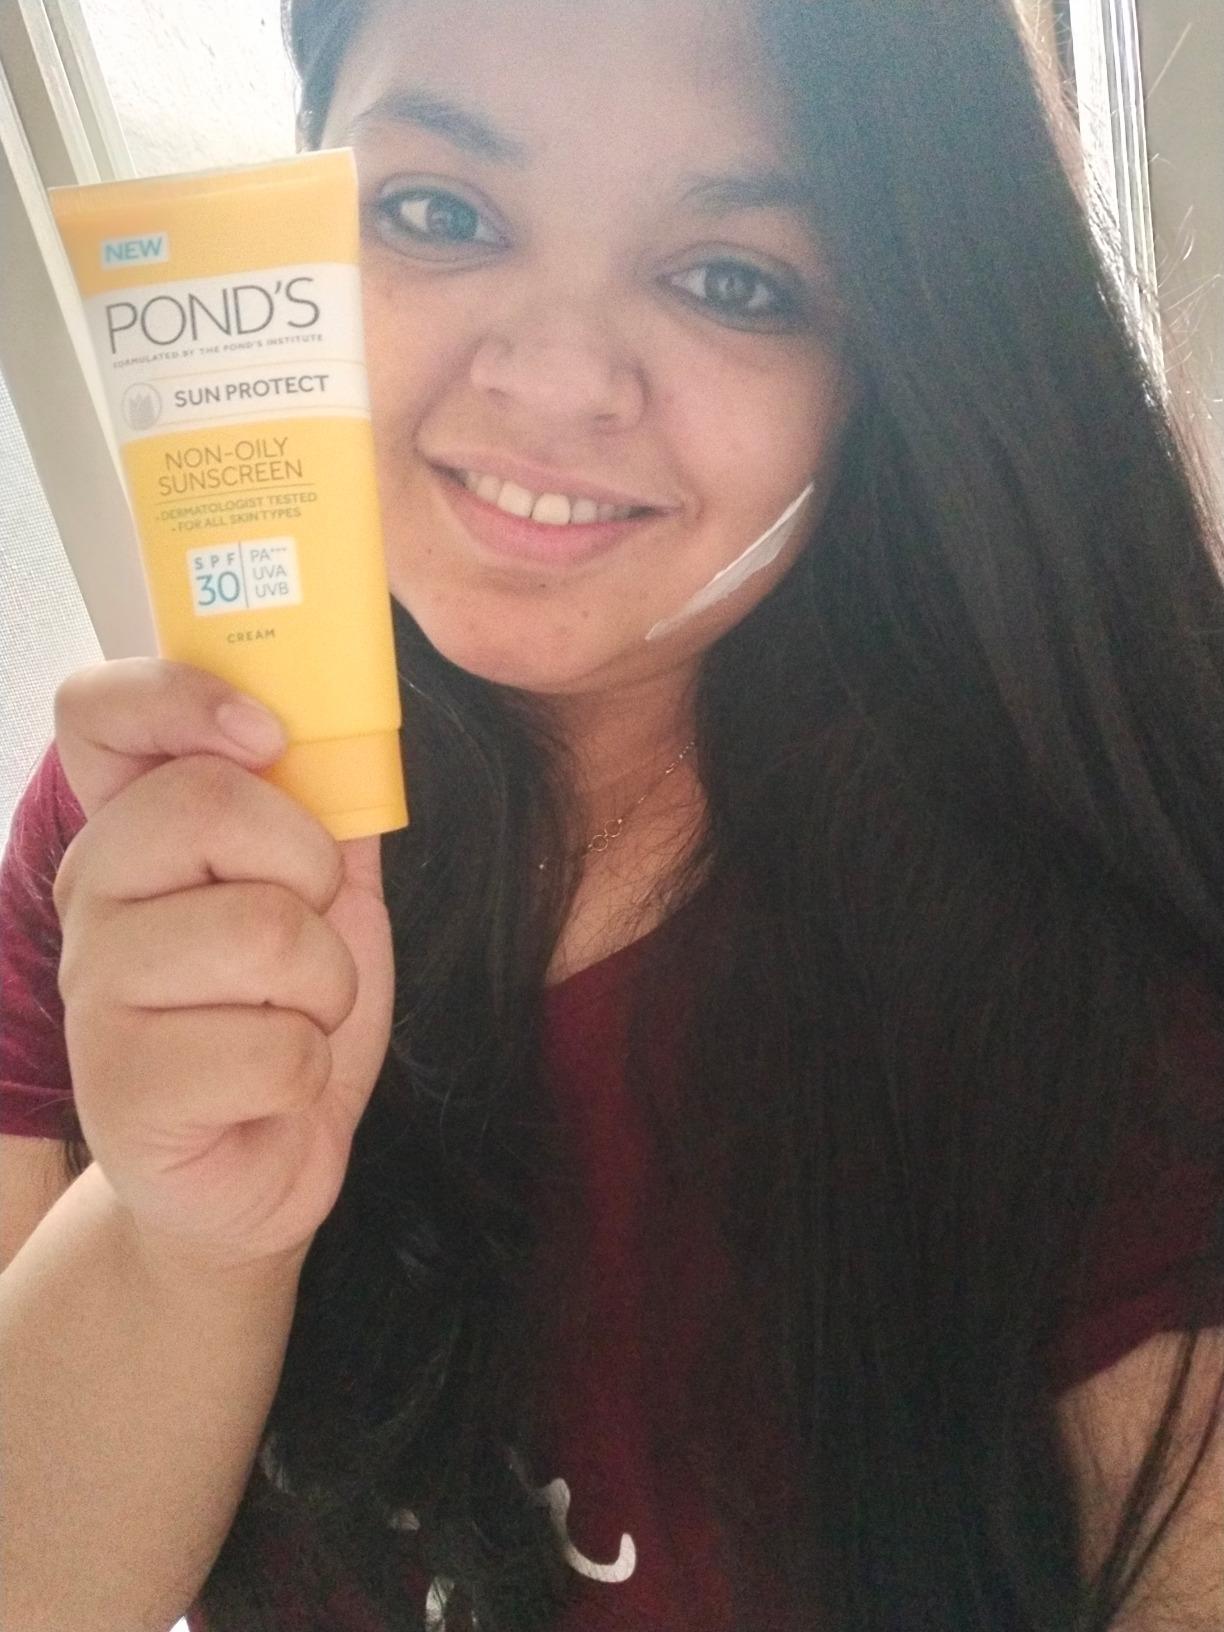 NEW
POND'S
FORMULATED BY THE POND'S INSTITUTE
SUN PROTECT
NON-OILY
SUNSCREEN
• DERMATOLOGIST TESTED
• FOR ALL SKIN TYPES
SPF
30
PA+++
UVA
UVB
CREAM